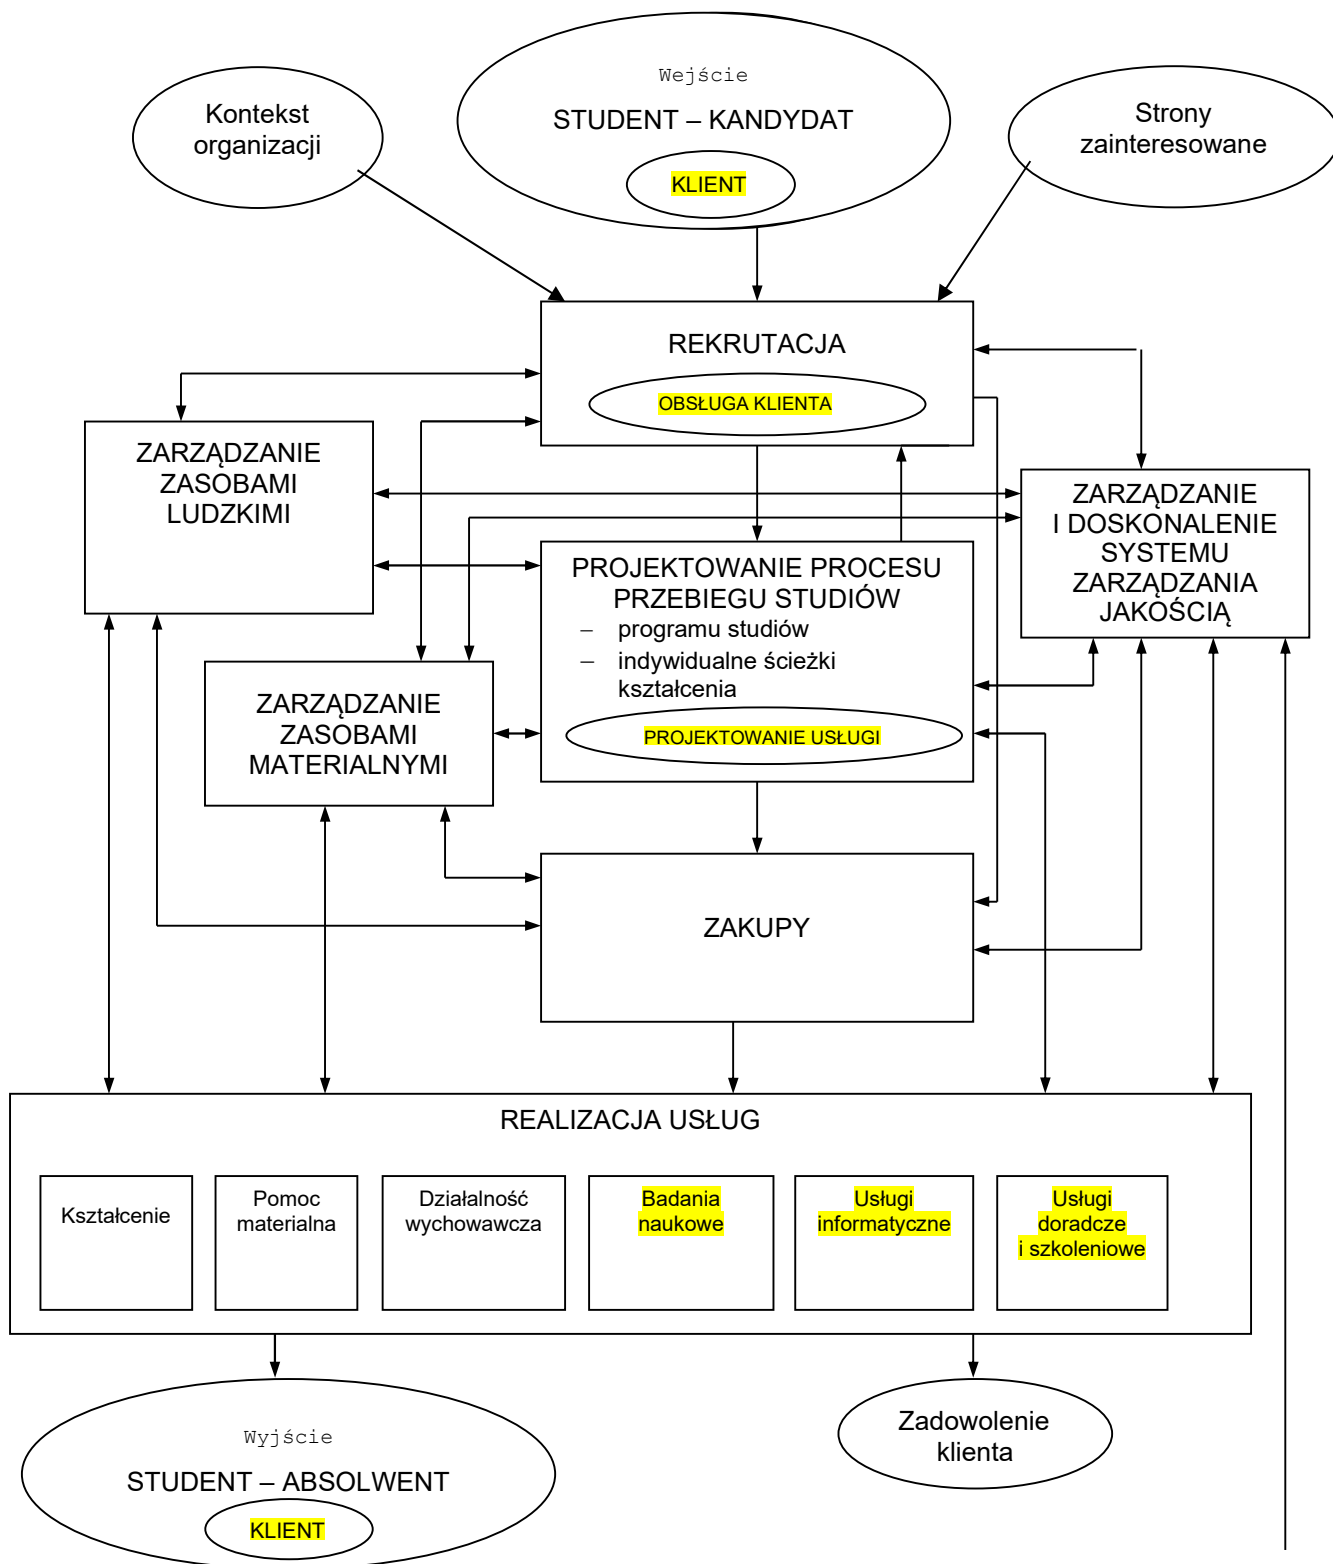 Wejście
STUDENT – KANDYDAT
KLIENT
Kontekst
organizacji
Strony
zainteresowane
REKRUTACJA
OBSŁUGA KLIENTA
ZARZĄDZANIE
ZASOBAMI
LUDZKIMI
ZARZĄDZANIE
I DOSKONALENIE
SYSTEMU
ZARZĄDZANIA
JAKOŚCIĄ
PROJEKTOWANIE PROCESU
PRZEBIEGU STUDIÓW
– programu studiów
– indywidualne ścieżki
kształcenia
PROJEKTOWANIE USŁUGI
ZARZĄDZANIE
ZASOBAMI
MATERIALNYMI
ZAKUPY
REALIZACJA USŁUG
Kształcenie
Pomoc
materialna
Działalność
wychowawcza
Badania
naukowe
Usługi
informatyczne
Usługi
doradcze
i szkoleniowe
Wyjście
STUDENT – ABSOLWENT
KLIENT
Zadowolenie
klienta